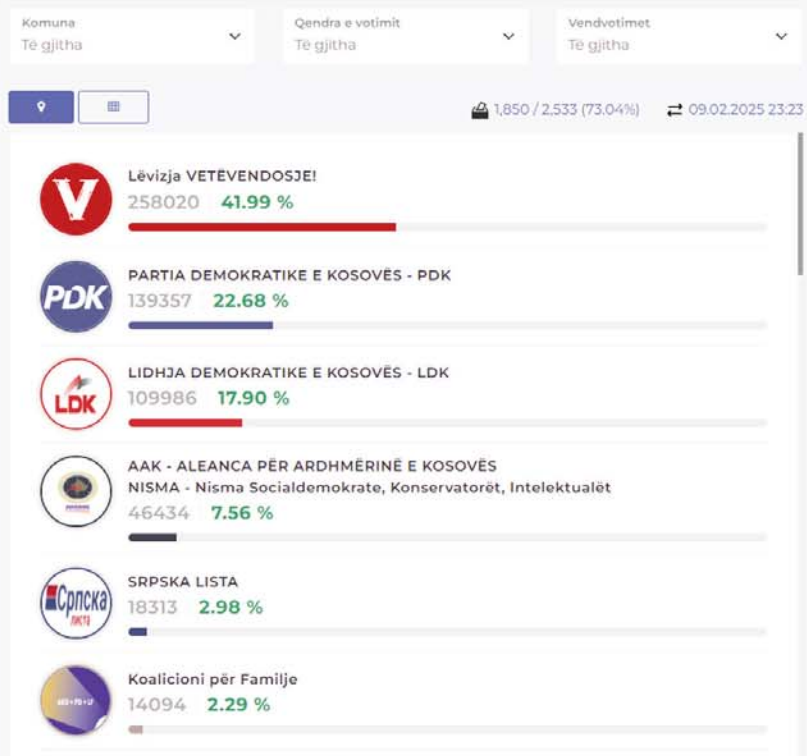 Komuna
Të gjitha
Qendra e votimit
Të gjitha
Vendvotimet
Të gjitha
1,850 / 2,533 (73.04%)
09.02.2025 23:23
V
Lëvizja VETËVENDOSJE!
258020 41.99 %
PDK
PARTIA DEMOKRATIKE E KOSOVËS - PDK
139357 22.68 %
LDK
LIDHJA DEMOKRATIKE E KOSOVËS - LDK
109986 17.90 %
AAK - ALEANCA PËR ARDHMËRINË E KOSOVËS
NISMA - Nisma Socialdemokrate, Konservatorët, Intelektualët
46434 7.56 %
Српска
листа
SRPSKA LISTA
18313 2.98 %
Koalicioni për Familje
14094 2.29 %